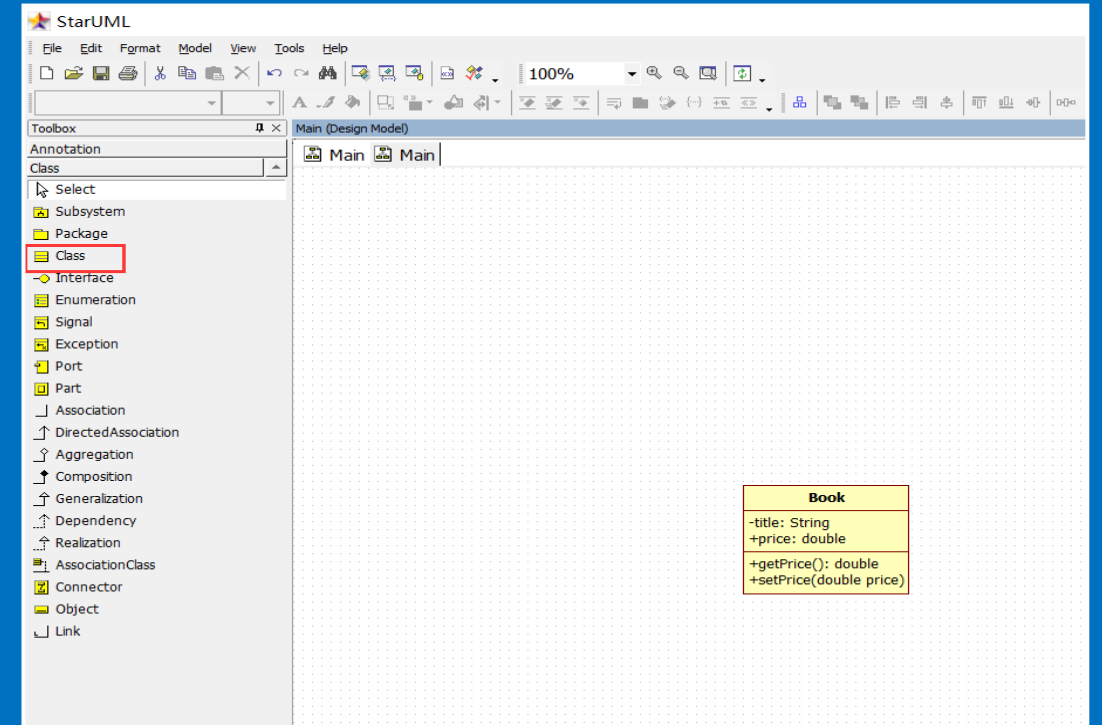 StarUML
File Edit Format Model View Tools Help
100%
Toolbox
Main (Design Model)
Annotation
Main Main
Class
Select
Subsystem
Package
Class
Interface
Enumeration
Signal
Exception
Port
Part
Association
DirectedAssociation
Aggregation
Composition
Generalization
Dependency
Realization
AssociationClass
Connector
Object
Link
Book
-title: String
+price: double
+getPrice(): double
+setPrice(double price)